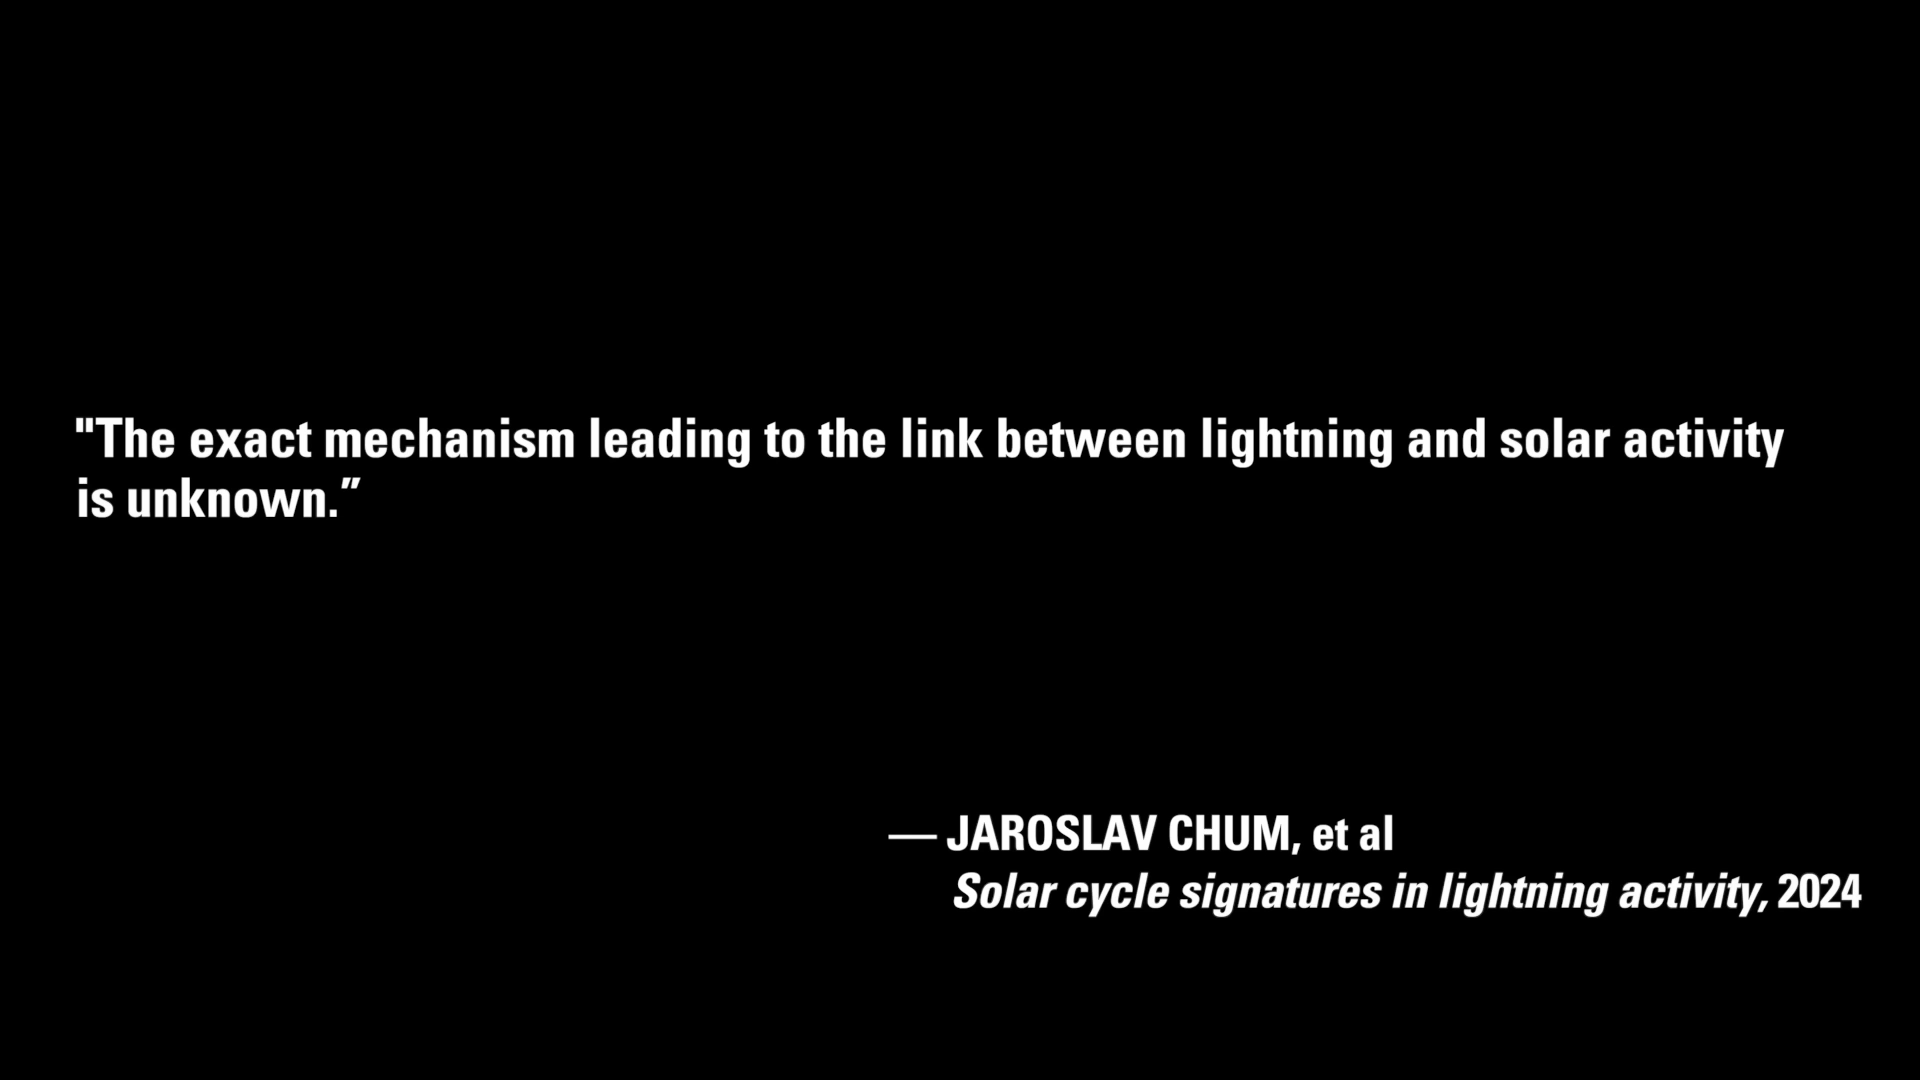 "The exact mechanism leading to the link between lightning and solar activity
is unknown.”
— JAROSLAV CHUM, et al
Solar cycle signatures in lightning activity, 2024